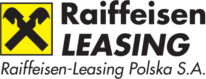 Raiffeisen
LEASING
Raiffeisen-Leasing Polska S.A.